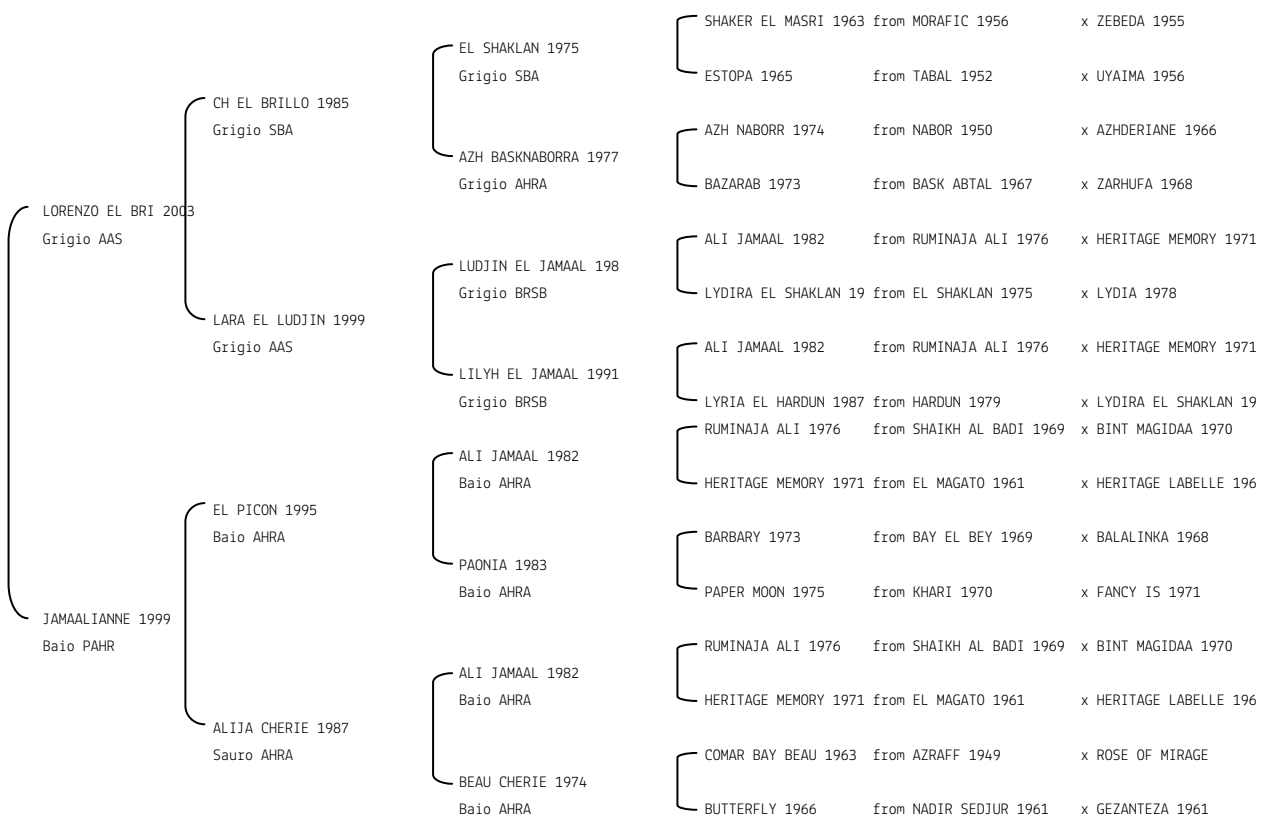 SHAKER EL MASRI 1963 from MORAFIC 1956 x ZEBEDA 1955
EL SHAKLAN 1975
Grigio SBA
ESTOPA 1965 from TABAL 1952 x UYAIMA 1956
CH EL BRILLO 1985
Grigio SBA
AZH NABORR 1974 from NABOR 1950 x AZHDERIANE 1966
AZH BASKNABORRA 1977
Grigio AHRA
BAZARAB 1973 from BASK ABTAL 1967 x ZARHUFA 1968
LORENZO EL BRI 2003
Grigio AAS
ALI JAMAAL 1982 from RUMINAJA ALI 1976 x HERITAGE MEMORY 1971
LUDJIN EL JAMAAL 198
Grigio BRSB
LYDIRA EL SHAKLAN 19 from EL SHAKLAN 1975 x LYDIA 1978
LARA EL LUDJIN 1999
Grigio AAS
ALI JAMAAL 1982 from RUMINAJA ALI 1976 x HERITAGE MEMORY 1971
LILYH EL JAMAAL 1991
Grigio BRSB
LYRIA EL HARDUN 1987 from HARDUN 1979 x LYDIRA EL SHAKLAN 19
RUMINAJA ALI 1976 from SHAIKH AL BADI 1969 x BINT MAGIDAA 1970
ALI JAMAAL 1982
Baio AHRA
HERITAGE MEMORY 1971 from EL MAGATO 1961 x HERITAGE LABELLE 196
EL PICON 1995
Baio AHRA
BARBARY 1973 from BAY EL BEY 1969 x BALALINKA 1968
PAONIA 1983
Baio AHRA
PAPER MOON 1975 from KHARI 1970 x FANCY IS 1971
JAMAALIANNE 1999
Baio PAHR
RUMINAJA ALI 1976 from SHAIKH AL BADI 1969 x BINT MAGIDAA 1970
ALI JAMAAL 1982
Baio AHRA
HERITAGE MEMORY 1971 from EL MAGATO 1961 x HERITAGE LABELLE 196
ALIJA CHERIE 1987
Sauro AHRA
COMAR BAY BEAU 1963 from AZRAFF 1949 x ROSE OF MIRAGE
BEAU CHERIE 1974
Baio AHRA
BUTTERFLY 1966 from NADIR SEDJUR 1961 x GEZANTEZA 1961